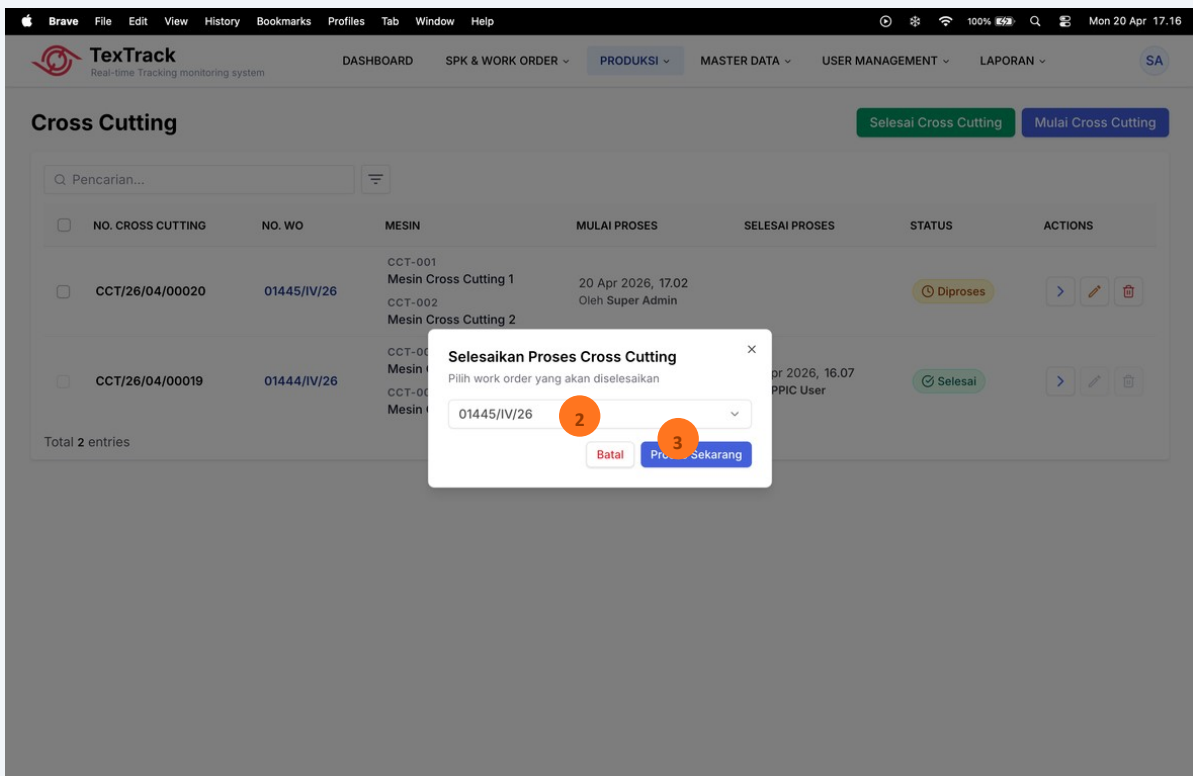 Brave File Edit View History Bookmarks Profiles Tab Window Help 100% Mon 20 Apr 17.16
TexTrack
Real-time Tracking monitoring system
DASHBOARD SPK & WORK ORDER PRODUKSI MASTER DATA USER MANAGEMENT LAPORAN SA
Cross Cutting
Selesai Cross Cutting Mulai Cross Cutting
Pencarian...
NO. CROSS CUTTING NO. WO MESIN MULAI PROSES SELESAI PROSES STATUS ACTIONS
CCT-001
Mesin Cross Cutting 1
CCT/26/04/00020 01445/IV/26 20 Apr 2026, 17.02 Diproses
Oleh Super Admin
CCT-002
Mesin Cross Cutting 2
CCT/26/04/00019 01444/IV/26 Mesin 2026, 16.07 Selesai
PPIC User
Mesin
Total 2 entries
Selesaikan Proses Cross Cutting
Pilih work order yang akan diselesaikan
01445/IV/26
2
3
Batal Sekarang